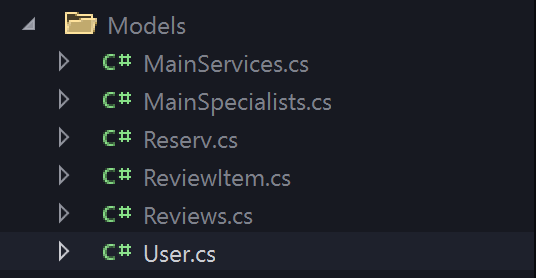 Models
C# MainServices.cs
C# MainSpecialists.cs
C# Reserv.cs
C# ReviewItem.cs
C# Reviews.cs
C# User.cs